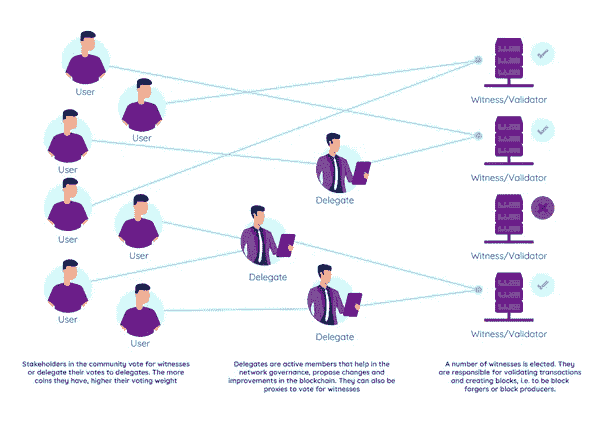 User
User
Witness/Validator
User
Witness/Validator
Delegate
User
User
Witness/Validator
Delegate
User
User
Delegate
Witness/Validator
Stakeholders in the community vote for witnesses
or delegate their votes to delegates. The more
coins they have, higher their voting weight
Delegates are active members that help in the
network governance, propose changes and
improvements in the blockchain. They can also be
proxies to vote for witnesses
A number of witnesses is elected. They
are responsible for validating transactions
and creating blocks, i.e. to be block
forgers or block producers.